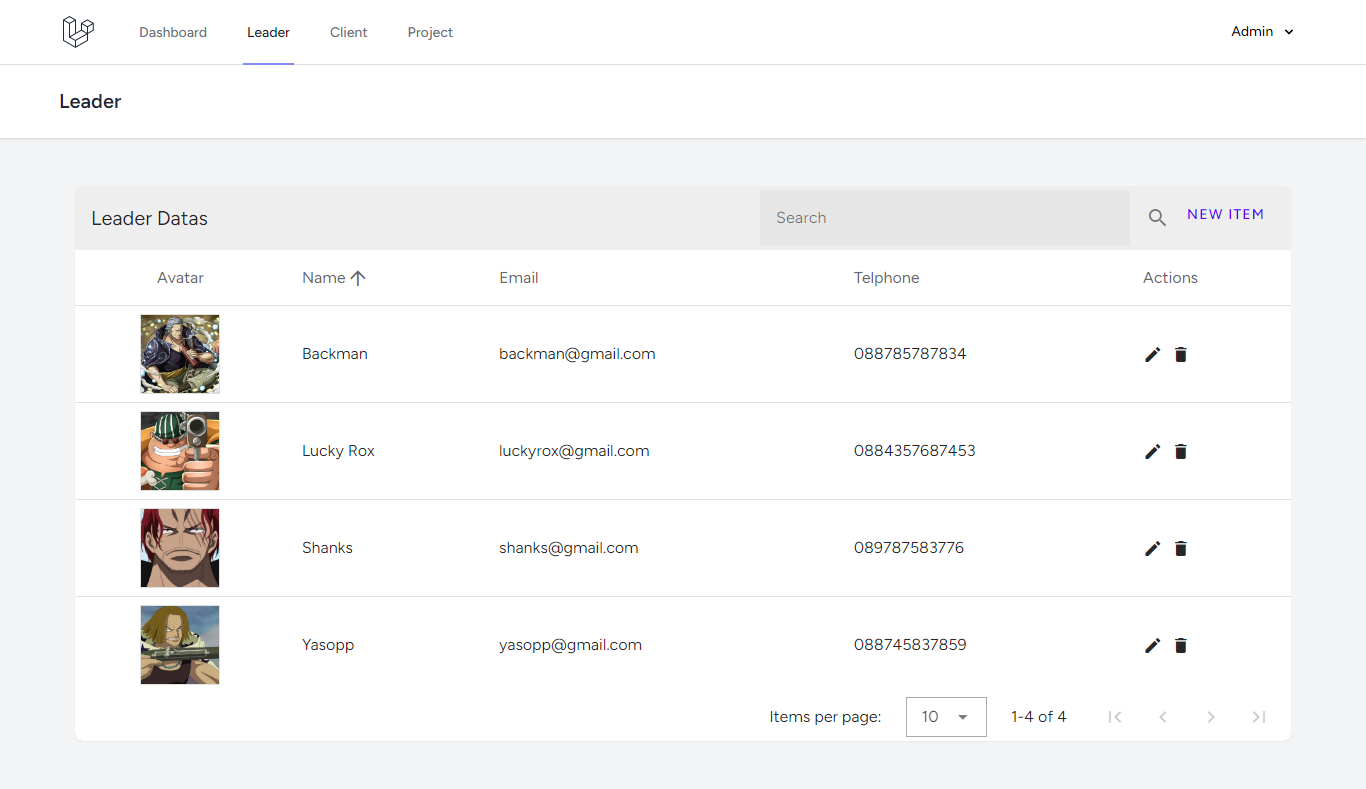 Dashboard Leader Client Project Admin
Leader
Leader Datas Search NEW ITEM
Avatar Name Email Telphone Actions
Backman backman@gmail.com 088785787834
Lucky Rox luckyrox@gmail.com 0884357687453
Shanks shanks@gmail.com 089787583776
Yasopp yasopp@gmail.com 088745837859
Items per page: 10 1-4 of 4